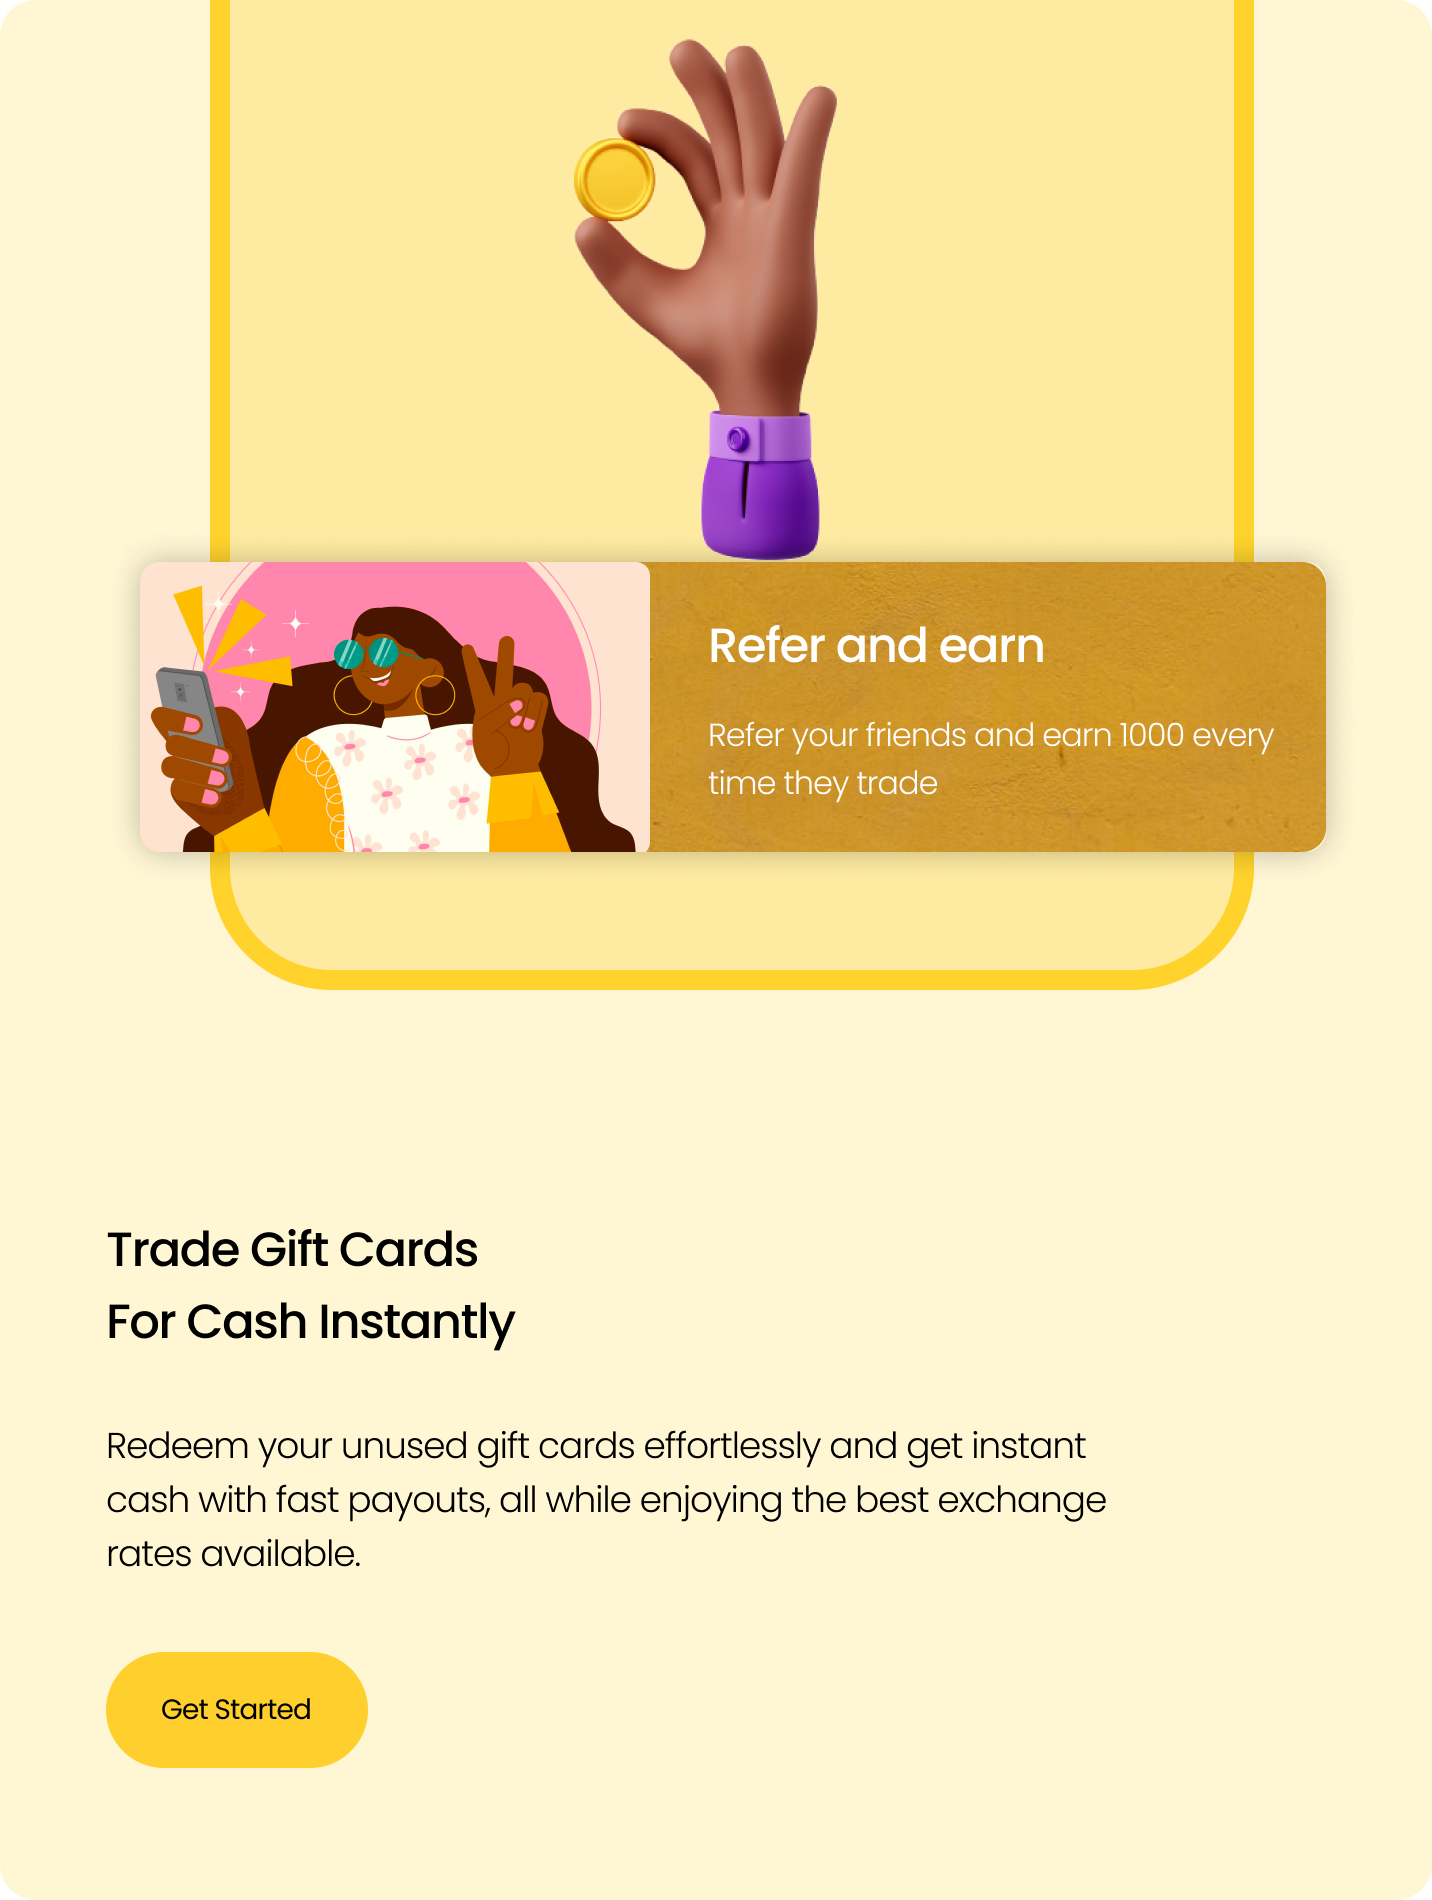 Refer and earn
Refer your friends and earn 1000 every
time they trade
Trade Gift Cards
For Cash Instantly
Redeem your unused gift cards effortlessly and get instant
cash with fast payouts, all while enjoying the best exchange
rates available.
Get Started